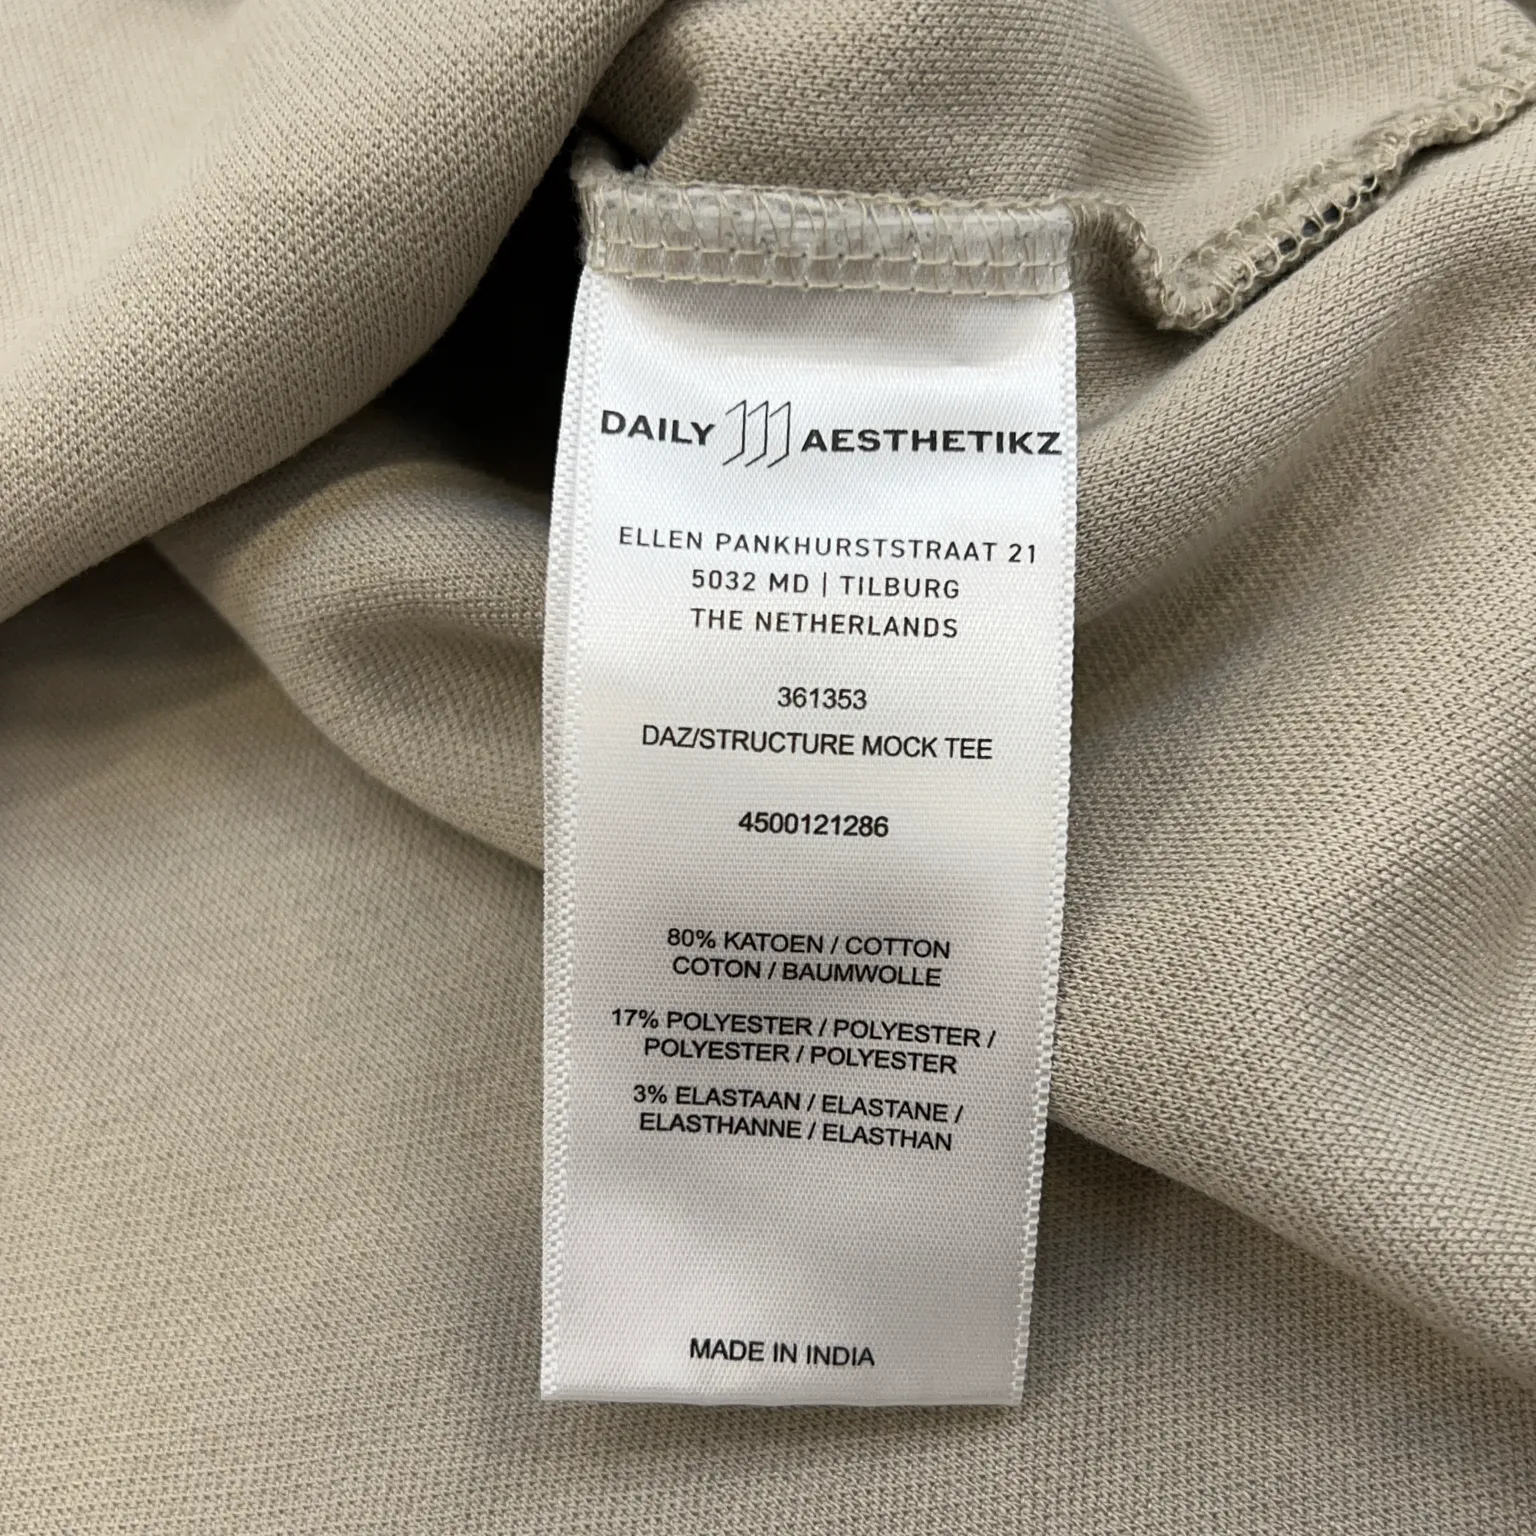 DAILY AESTHETIKZ
ELLEN PANKHURSTSTRAAT 21
5032 MD | TILBURG
THE NETHERLANDS
361353
DAZ/STRUCTURE MOCK TEE
4500121286
80% KATOEN / COTTON
COTON / BAUMWOLLE
17% POLYESTER / POLYESTER /
POLYESTER / POLYESTER
3% ELASTAAN / ELASTANE /
ELASTHANNE / ELASTHAN
MADE IN INDIA